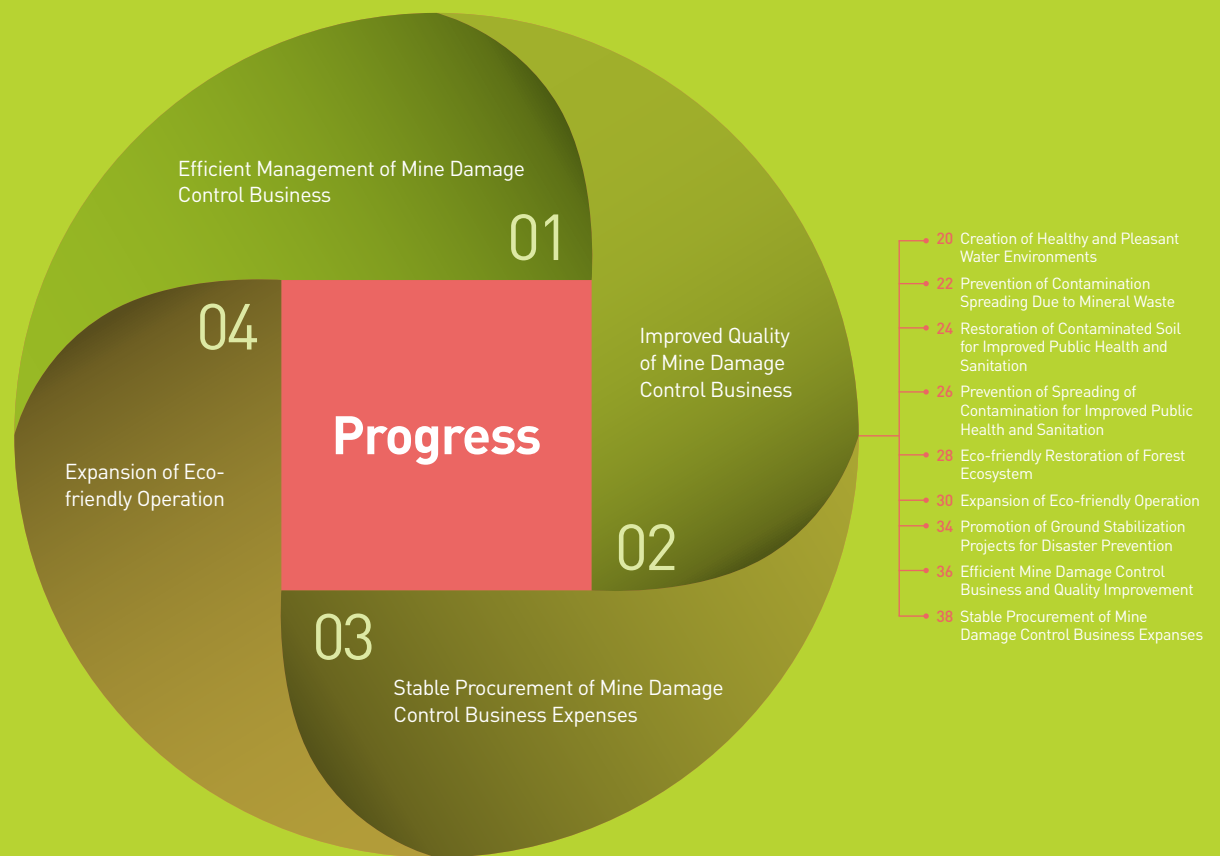 Efficient Management of Mine Damage
Control Business
01
04
Improved Quality
of Mine Damage
Control Business
Progress
Expansion of Eco-
friendly Operation
02
03
Stable Procurement of Mine Damage
Control Business Expenses
20 Creation of Healthy and Pleasant
Water Environments
22 Prevention of Contamination
Spreading Due to Mineral Waste
24 Restoration of Contaminated Soil
for Improved Public Health and
Sanitation
26 Prevention of Spreading of
Contamination for Improved Public
Health and Sanitation
28 Eco-friendly Restoration of Forest
Ecosystem
30 Expansion of Eco-friendly Operation
34 Promotion of Ground Stabilization
Projects for Disaster Prevention
36 Efficient Mine Damage Control
Business and Quality Improvement
38 Stable Procurement of Mine
Damage Control Business Expanses